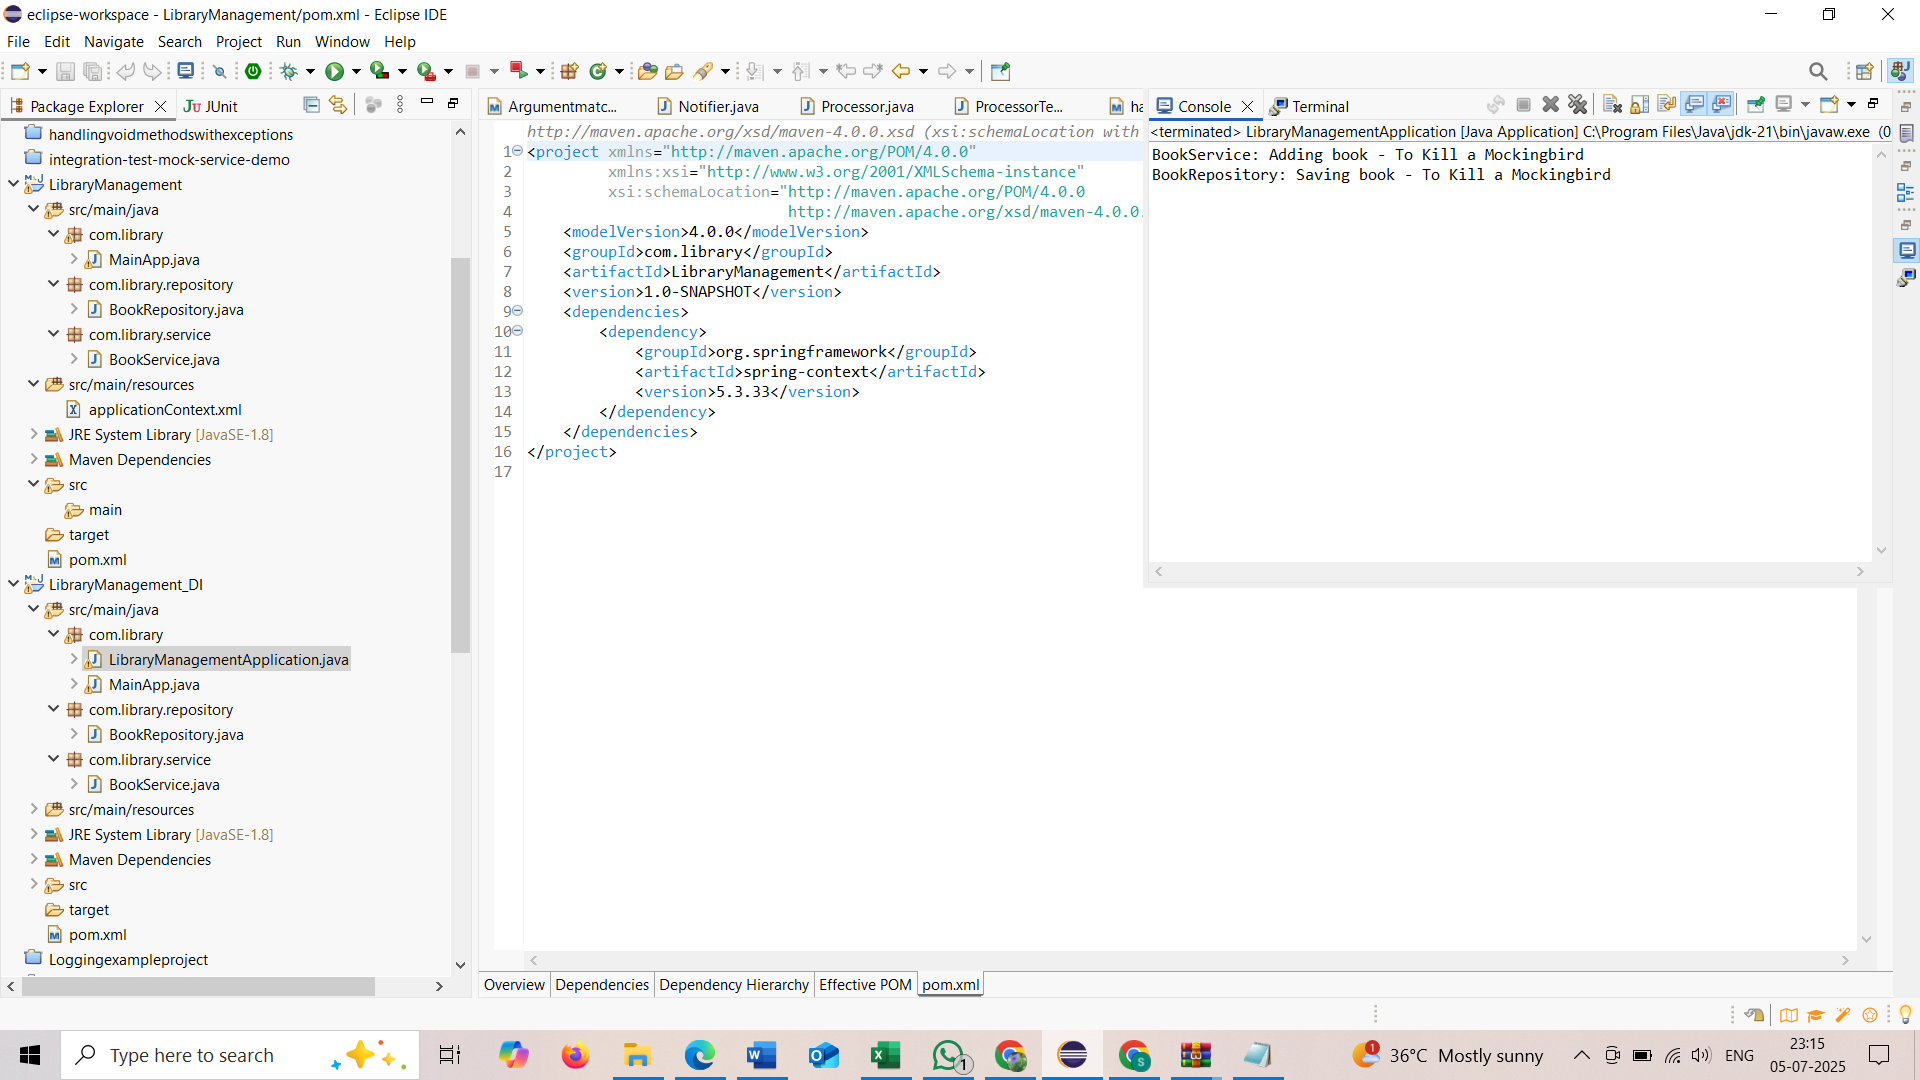 eclipse-workspace - LibraryManagement/pom.xml - Eclipse IDE
File Edit Navigate Search Project Run Window Help
Package Explorer
JUnit
handlingvoidmethodswithexceptions
integration-test-mock-service-demo
LibraryManagement
src/main/java
com.library
MainApp.java
com.library.repository
BookRepository.java
com.library.service
BookService.java
src/main/resources
applicationContext.xml
JRE System Library [JavaSE-1.8]
Maven Dependencies
src
main
target
pom.xml
LibraryManagement_DI
src/main/java
com.library
LibraryManagementApplication.java
MainApp.java
com.library.repository
BookRepository.java
com.library.service
BookService.java
src/main/resources
JRE System Library [JavaSE-1.8]
Maven Dependencies
src
target
pom.xml
Loggingexampleproject
Argumentmatc... Notifier.java Processor.java ProcessorTe... ha
http://maven.apache.org/xsd/maven-4.0.0.xsd (xsi:schemaLocation with
1 <project xmlns="http://maven.apache.org/POM/4.0.0"
2 xmlns:xsi="http://www.w3.org/2001/XMLSchema-instance"
3 xsi:schemaLocation="http://maven.apache.org/POM/4.0.0
4 http://maven.apache.org/xsd/maven-4.0.0.
5 <modelVersion>4.0.0</modelVersion>
6 <groupId>com.library</groupId>
7 <artifactId>LibraryManagement</artifactId>
8 <version>1.0-SNAPSHOT</version>
9 <dependencies>
10 <dependency>
11 <groupId>org.springframework</groupId>
12 <artifactId>spring-context</artifactId>
13 <version>5.3.33</version>
14 </dependency>
15 </dependencies>
16 </project>
17
Overview Dependencies Dependency Hierarchy Effective POM pom.xml
Console
Terminal
<terminated> LibraryManagementApplication [Java Application] C:\Program Files\Java\jdk-21\bin\javaw.exe (0
BookService: Adding book - To Kill a Mockingbird
BookRepository: Saving book - To Kill a Mockingbird
Type here to search
1
1
36°C Mostly sunny
ENG
23:15
05-07-2025